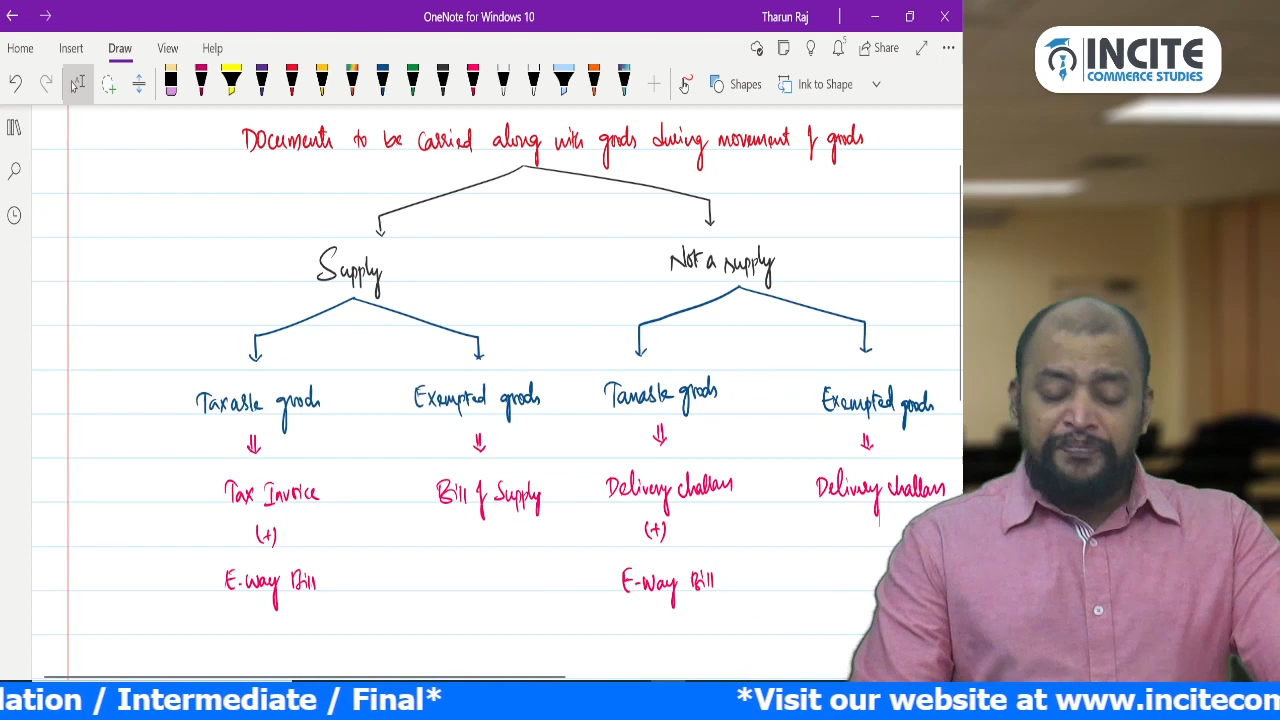 OneNote for Windows 10
Tharun Raj
Home Insert Draw View Help
5
Share
Shapes
Ink to Shape
INCITE
COMMERCE STUDIES
Documents to be carried along with goods during movement of goods
Supply
Not a supply
Taxable goods
Exempted goods
Taxable goods
Exempted goods
Tax Invoice
Bill of Supply
Delivery challan
Delivery challan
(+)
(+)
E-way Bill
E-way Bill
dation / Intermediate / Final* *Visit our website at www.incitecon